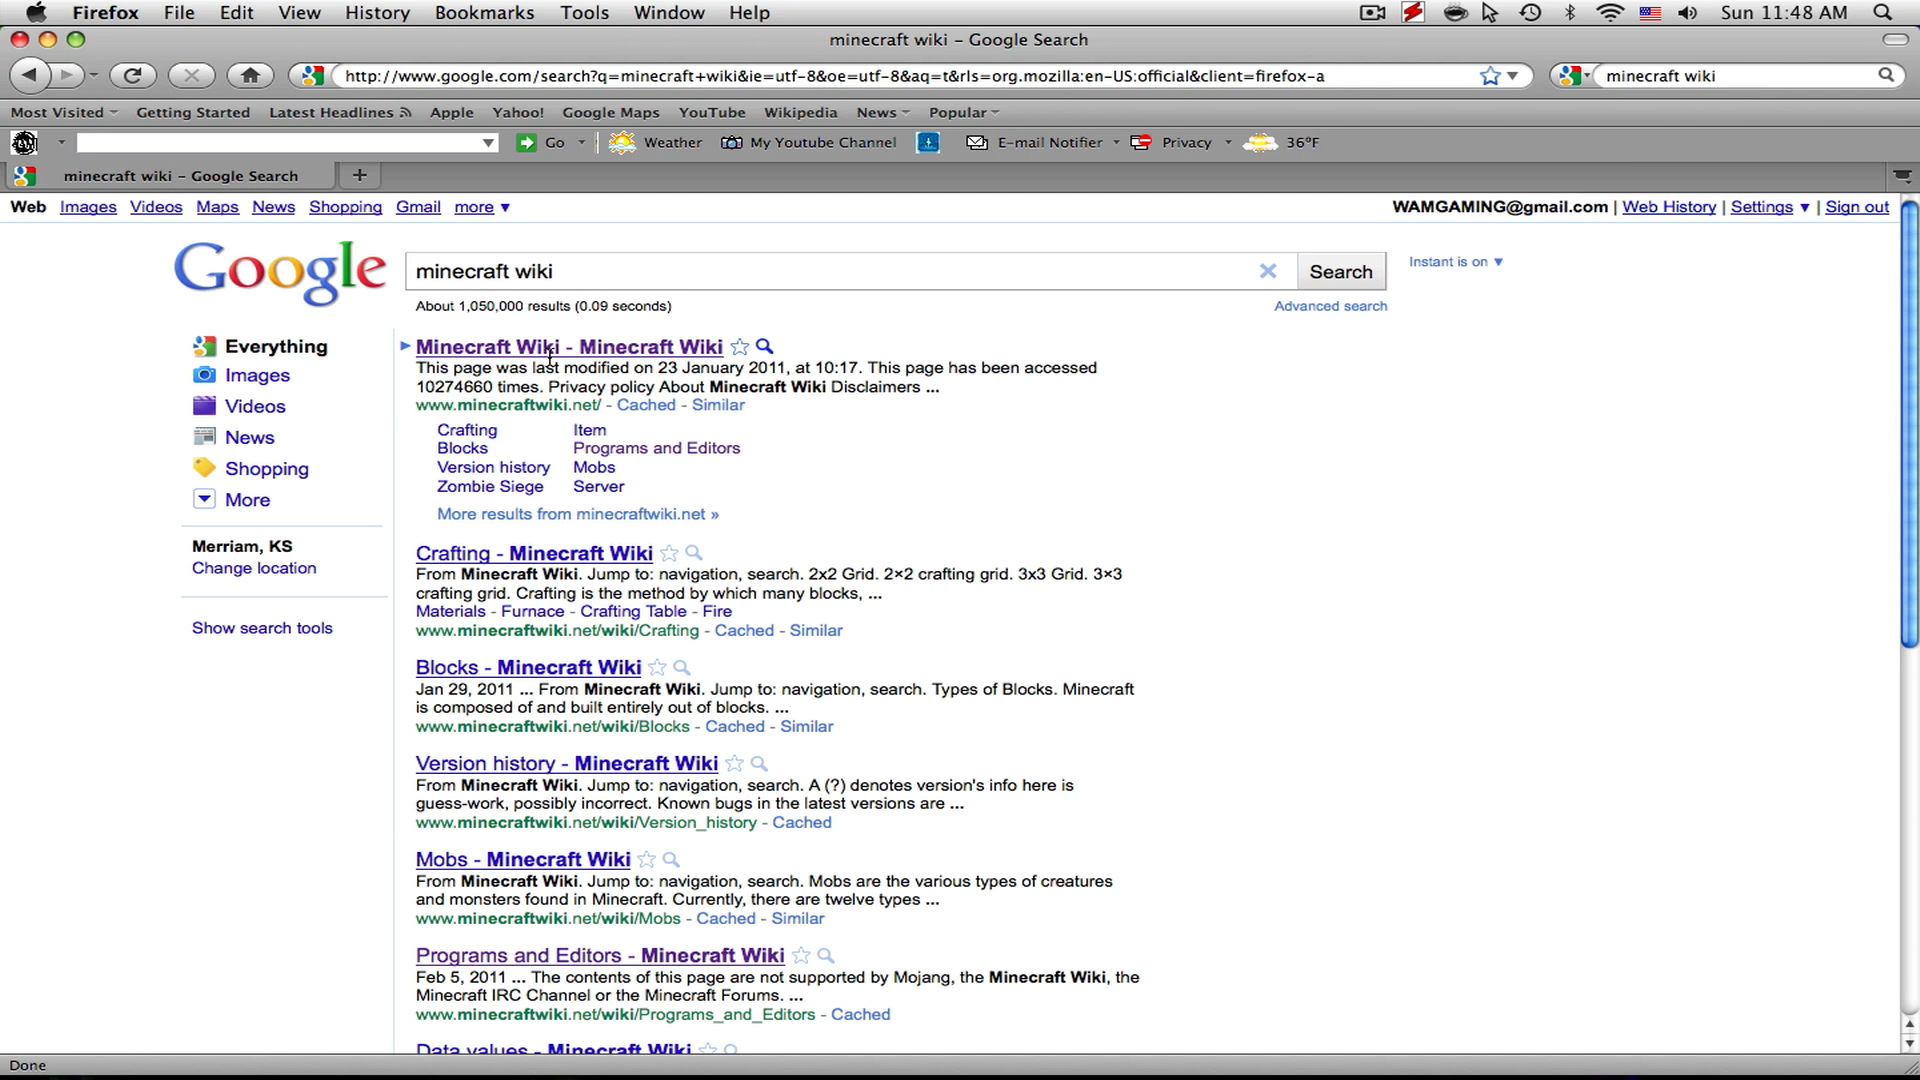 Firefox File Edit View History Bookmarks Tools Window Help Sun 11:48 AM
minecraft wiki – Google Search
http://www.google.com/search?q=minecraft+wiki&ie=utf-8&oe=utf-8&aq=t&rls=org.mozilla:en-US:official&client=firefox-a minecraft wiki
Most Visited Getting Started Latest Headlines Apple Yahoo! Google Maps YouTube Wikipedia News Popular
Go Weather My Youtube Channel E-mail Notifier Privacy 36°F
minecraft wiki – Google Search
Web Images Videos Maps News Shopping Gmail more ▼ WAMGAMING@gmail.com | Web History | Settings ▼ | Sign out
Google minecraft wiki Search Instant is on ▼
About 1,050,000 results (0.09 seconds) Advanced search
Everything
Images
Videos
News
Shopping
More
Merriam, KS
Change location
Show search tools
Minecraft Wiki - Minecraft Wiki
This page was last modified on 23 January 2011, at 10:17. This page has been accessed
10274660 times. Privacy policy About Minecraft Wiki Disclaimers ...
www.minecraftwiki.net/ - Cached - Similar
Crafting Item
Blocks Programs and Editors
Version history Mobs
Zombie Siege Server
More results from minecraftwiki.net »
Crafting - Minecraft Wiki
From Minecraft Wiki. Jump to: navigation, search. 2x2 Grid. 2×2 crafting grid. 3x3 Grid. 3×3
crafting grid. Crafting is the method by which many blocks, ...
Materials - Furnace - Crafting Table - Fire
www.minecraftwiki.net/wiki/Crafting - Cached - Similar
Blocks - Minecraft Wiki
Jan 29, 2011 ... From Minecraft Wiki. Jump to: navigation, search. Types of Blocks. Minecraft
is composed of and built entirely out of blocks. ...
www.minecraftwiki.net/wiki/Blocks - Cached - Similar
Version history - Minecraft Wiki
From Minecraft Wiki. Jump to: navigation, search. A (?) denotes version's info here is
guess-work, possibly incorrect. Known bugs in the latest versions are ...
www.minecraftwiki.net/wiki/Version_history - Cached
Mobs - Minecraft Wiki
From Minecraft Wiki. Jump to: navigation, search. Mobs are the various types of creatures
and monsters found in Minecraft. Currently, there are twelve types ...
www.minecraftwiki.net/wiki/Mobs - Cached - Similar
Programs and Editors - Minecraft Wiki
Feb 5, 2011 ... The contents of this page are not supported by Mojang, the Minecraft Wiki, the
Minecraft IRC Channel or the Minecraft Forums. ...
www.minecraftwiki.net/wiki/Programs_and_Editors - Cached
Data values - Minecraft Wiki
Done